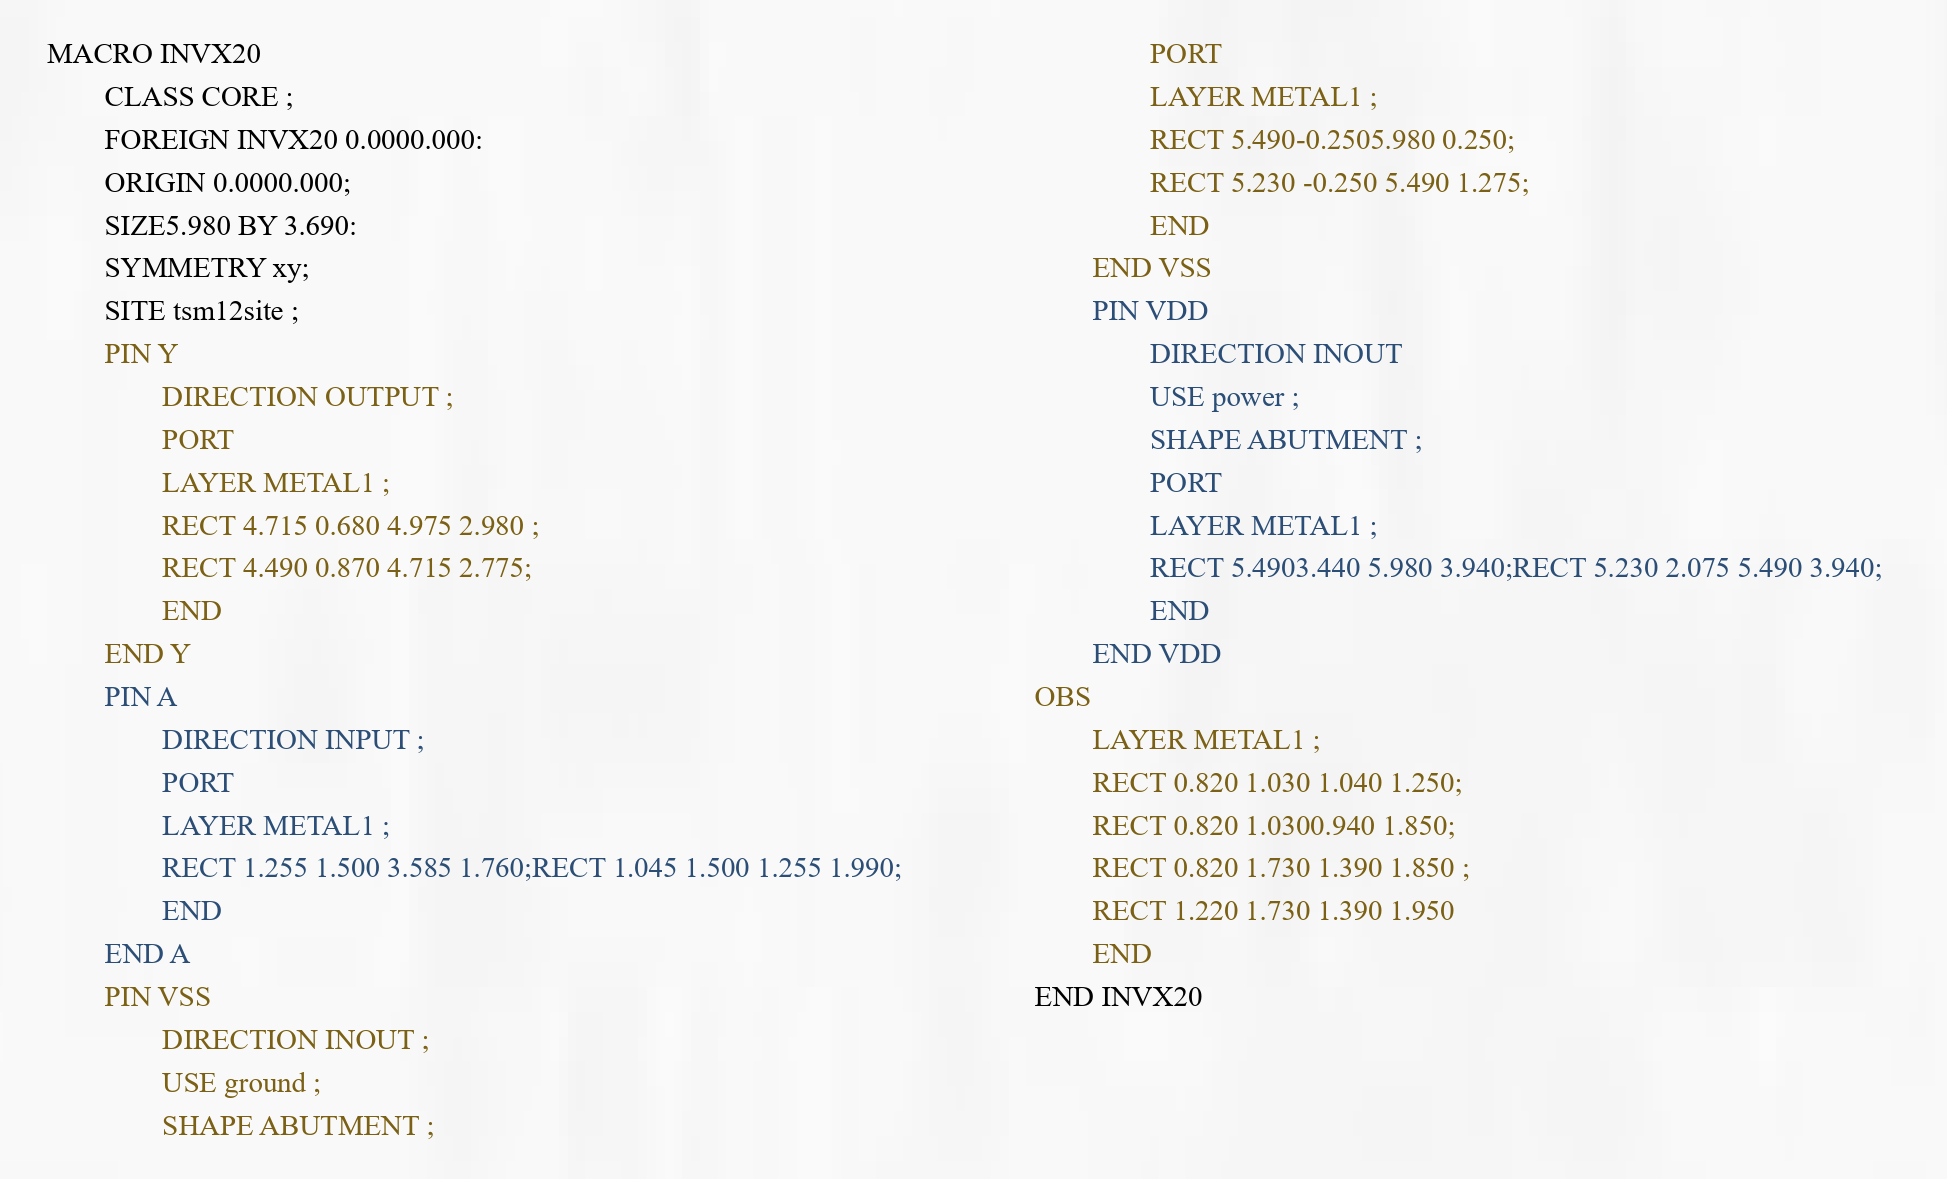 MACRO INVX20
CLASS CORE ;
FOREIGN INVX20 0.0000.000:
ORIGIN 0.0000.000;
SIZE5.980 BY 3.690:
SYMMETRY xy;
SITE tsm12site ;
PIN Y
DIRECTION OUTPUT ;
PORT
LAYER METAL1 ;
RECT 4.715 0.680 4.975 2.980 ;
RECT 4.490 0.870 4.715 2.775;
END
END Y
PIN A
DIRECTION INPUT ;
PORT
LAYER METAL1 ;
RECT 1.255 1.500 3.585 1.760;RECT 1.045 1.500 1.255 1.990;
END
END A
PIN VSS
DIRECTION INOUT ;
USE ground ;
SHAPE ABUTMENT ;
PORT
LAYER METAL1 ;
RECT 5.490-0.2505.980 0.250;
RECT 5.230 -0.250 5.490 1.275;
END
END VSS
PIN VDD
DIRECTION INOUT
USE power ;
SHAPE ABUTMENT ;
PORT
LAYER METAL1 ;
RECT 5.4903.440 5.980 3.940;RECT 5.230 2.075 5.490 3.940;
END
END VDD
OBS
LAYER METAL1 ;
RECT 0.820 1.030 1.040 1.250;
RECT 0.820 1.0300.940 1.850;
RECT 0.820 1.730 1.390 1.850 ;
RECT 1.220 1.730 1.390 1.950
END
END INVX20